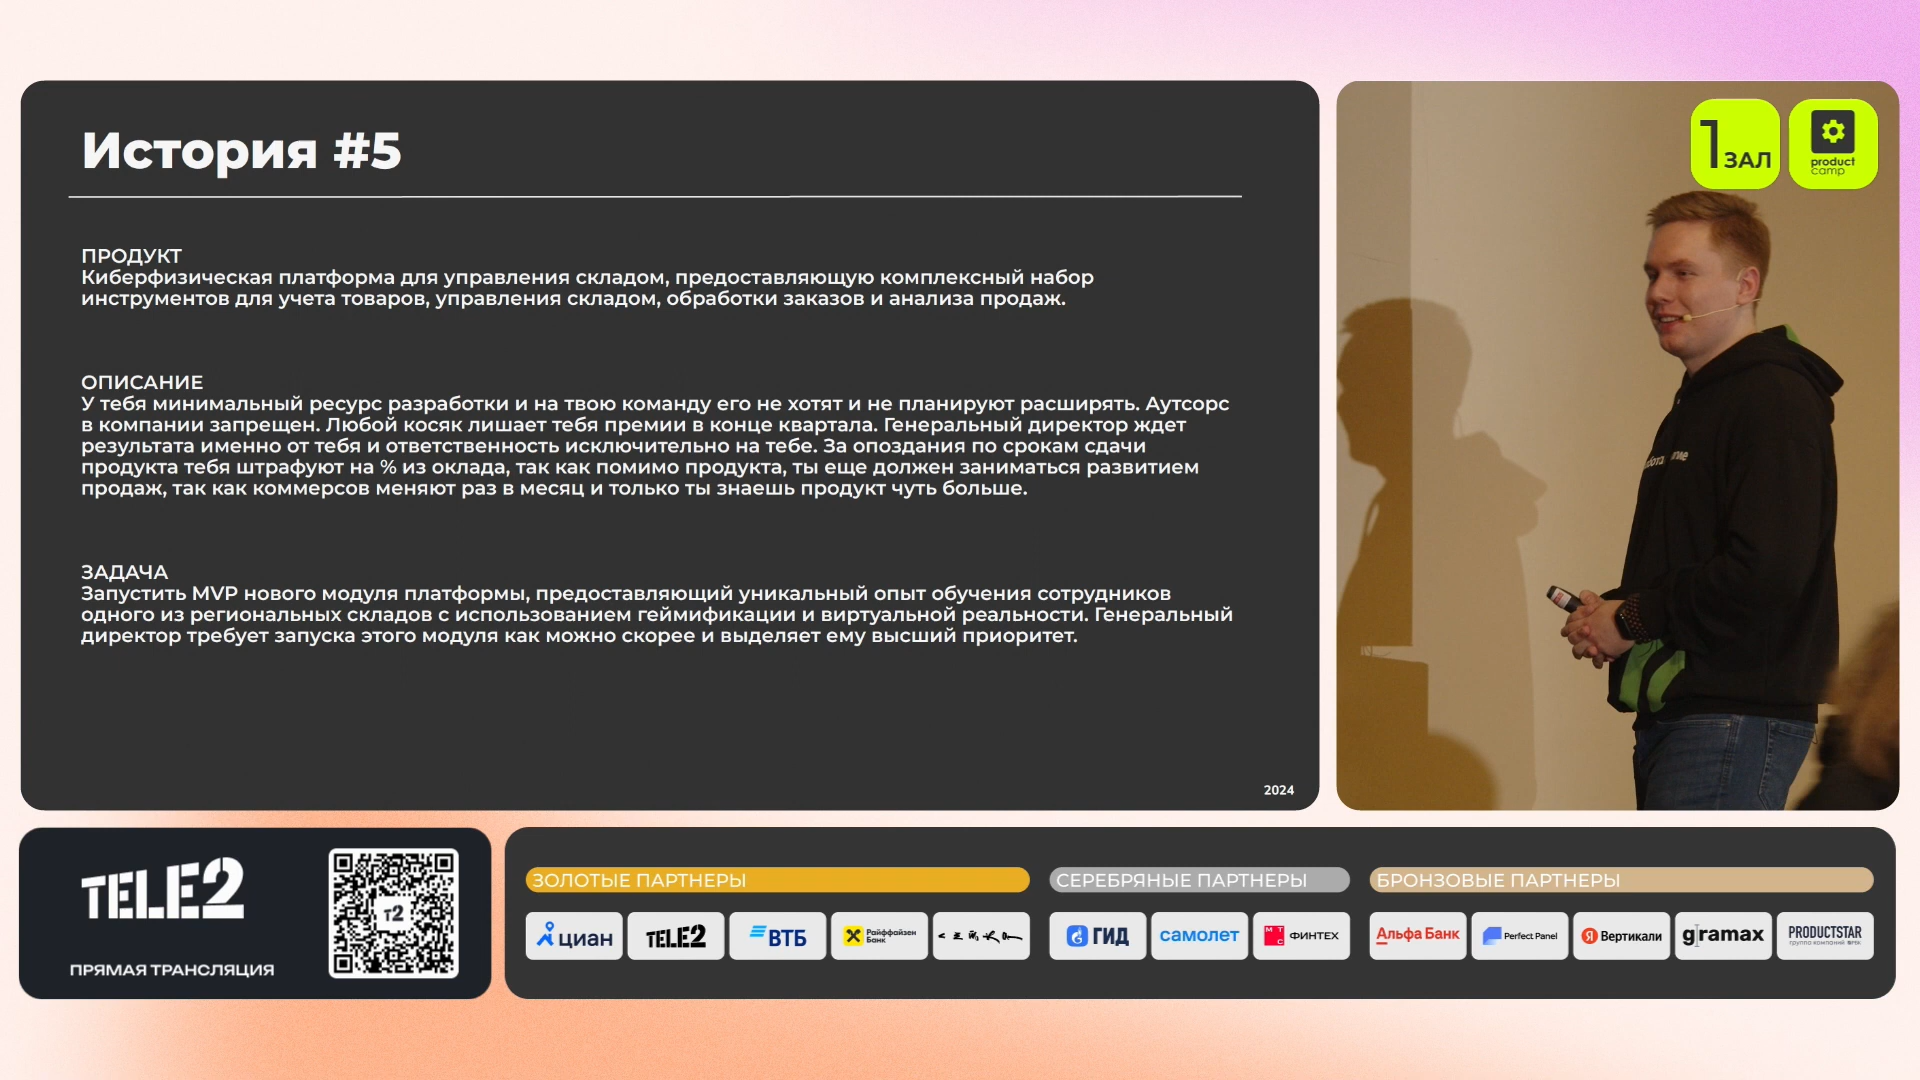 История #5
ПРОДУКТ
Киберфизическая платформа для управления складом, предоставляющую комплексный набор
инструментов для учета товаров, управления складом, обработки заказов и анализа продаж.
ОПИСАНИЕ
У тебя минимальный ресурс разработки и на твою команду его не хотят и не планируют расширять. Аутсорс
в компании запрещен. Любой косяк лишает тебя премии в конце квартала. Генеральный директор ждет
результата именно от тебя и ответственность исключительно на тебе. За опоздания по срокам сдачи
продукта тебя штрафуют на % из оклада, так как помимо продукта, ты еще должен заниматься развитием
продаж, так как коммерсов меняют раз в месяц и только ты знаешь продукт чуть больше.
ЗАДАЧА
Запустить MVP нового модуля платформы, предоставляющий уникальный опыт обучения сотрудников
одного из региональных складов с использованием геймификации и виртуальной реальности. Генеральный
директор требует запуска этого модуля как можно скорее и выделяет ему высший приоритет.
2024
1 ЗАЛ
product
camp
TELE2
т2
ПРЯМАЯ ТРАНСЛЯЦИЯ
ЗОЛОТЫЕ ПАРТНЕРЫ
циан
TELE2
ВТБ
Райффайзен
Банк
СЕРЕБРЯНЫЕ ПАРТНЕРЫ
ГИД
самолет
МТС ФИНТЕХ
БРОНЗОВЫЕ ПАРТНЕРЫ
Альфа Банк
Perfect Panel
Я Вертикали
gramax
PRODUCTSTAR
группа компаний